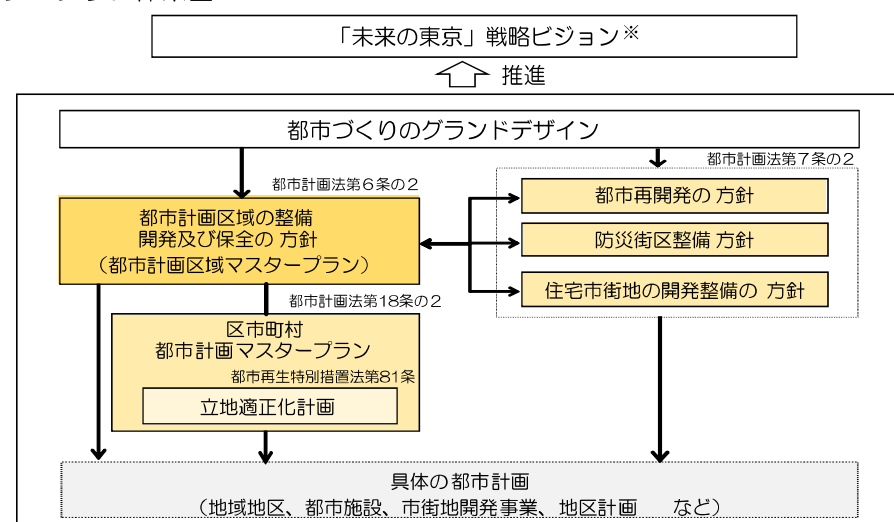 「未来の東京」戦略ビジョン※
推進
都市づくりのグランドデザイン
都市計画法第7条の2
都市計画法第6条の2
都市計画区域の整備
開発及び保全の 方針
（都市計画区域マスタープラン）
都市再開発の 方針
防災街区整備 方針
住宅市街地の開発整備の 方針
都市計画法第18条の2
区市町村
都市計画マスタープラン
都市再生特別措置法第81条
立地適正化計画
具体の都市計画
（地域地区、都市施設、市街地開発事業、地区計画　など）